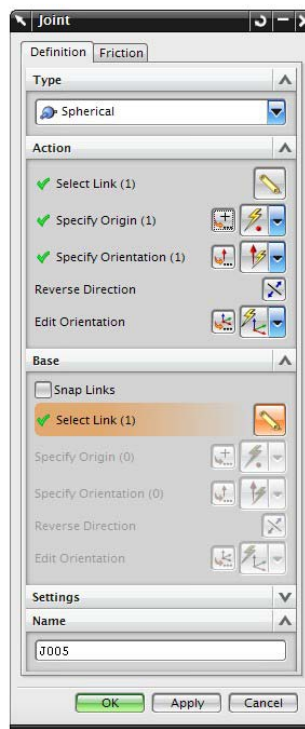 Joint
Definition Friction
Type
Spherical
Action
Select Link (1)
Specify Origin (1)
Specify Orientation (1)
Reverse Direction
Edit Orientation
Base
Snap Links
Select Link (1)
Specify Origin (0)
Specify Orientation (0)
Reverse Direction
Edit Orientation
Settings
Name
J005
OK Apply Cancel